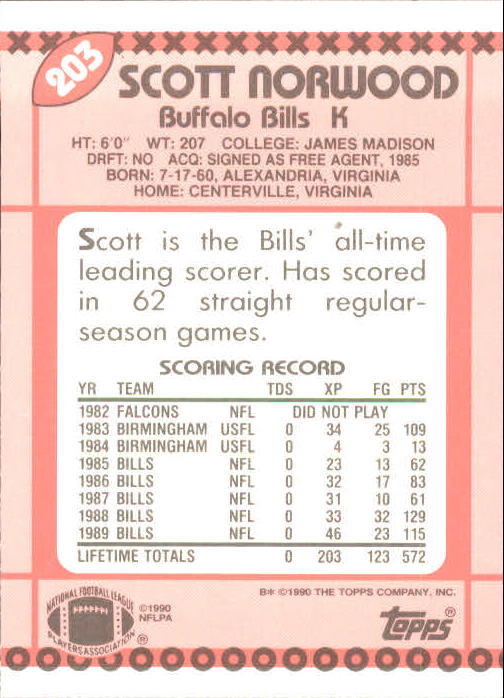 203
SCOTT NORWOOD
Buffalo Bills K
HT: 6'0" WT: 207 COLLEGE: JAMES MADISON
DRFT: NO ACQ: SIGNED AS FREE AGENT, 1985
BORN: 7-17-60, ALEXANDRIA, VIRGINIA
HOME: CENTERVILLE, VIRGINIA
Scott is the Bills' all-time
leading scorer. Has scored
in 62 straight regular-
season games.
SCORING RECORD
YR TEAM TDS XP FG PTS
1982 FALCONS NFL DID NOT PLAY
1983 BIRMINGHAM USFL 0 34 25 109
1984 BIRMINGHAM USFL 0 4 3 13
1985 BILLS NFL 0 23 13 62
1986 BILLS NFL 0 32 17 83
1987 BILLS NFL 0 31 10 61
1988 BILLS NFL 0 33 32 129
1989 BILLS NFL 0 46 23 115
LIFETIME TOTALS 0 203 123 572
NATIONAL FOOTBALL LEAGUE
PLAYERS ASSOCIATION ®
©1990
NFLPA
B* ©1990 THE TOPPS COMPANY, INC.
topps®